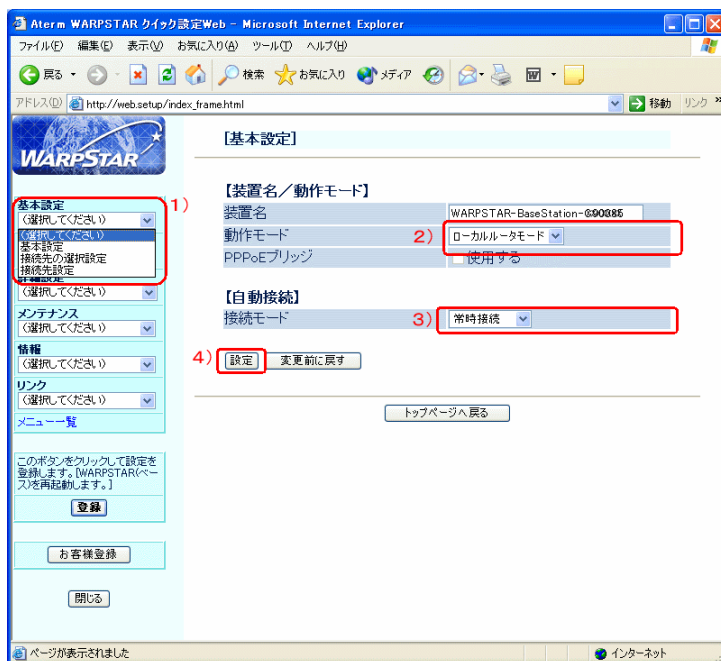 Aterm WARPSTAR クイック設定Web - Microsoft Internet Explorer
ファイル(F) 編集(E) 表示(V) お気に入り(A) ツール(T) ヘルプ(H)
戻る 検索 お気に入り メディア
アドレス(D) http://web.setup/index_frame.html 移動 リンク »
WARPSTAR
基本設定
(選択してください)
(選択してください)
基本設定
接続先の選択設定
接続先設定
1)
詳細設定
(選択してください)
メンテナンス
(選択してください)
情報
(選択してください)
リンク
(選択してください)
メニュー一覧
このボタンをクリックして設定を
登録します。[WARPSTAR(ベー
ス)を再起動します。]
登録
お客様登録
閉じる
[基本設定]
【装置名/動作モード】
装置名 WARPSTAR-BaseStation-
動作モード 2) ローカルルータモード
PPPoEブリッジ 使用する
【自動接続】
接続モード 3) 常時接続
4) 設定 変更前に戻す
トップページへ戻る
ページが表示されました インターネット